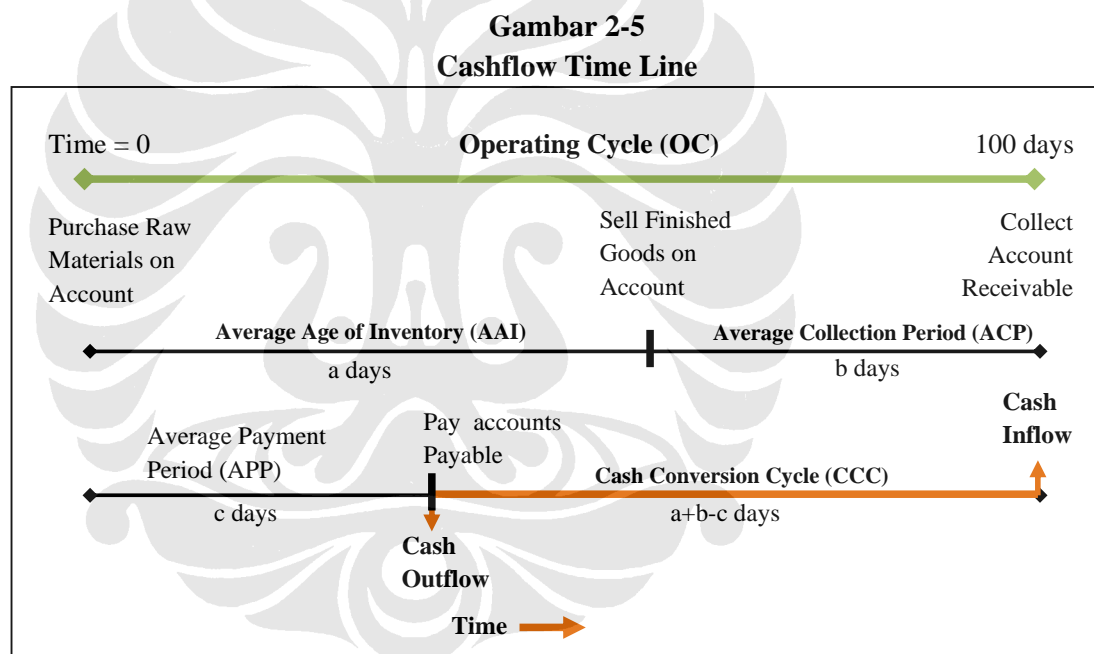 Gambar 2-5
Cashflow Time Line
Time = 0
Operating Cycle (OC)
100 days
Purchase Raw
Materials on
Account
Sell Finished
Goods on
Account
Collect
Account
Receivable
Average Age of Inventory (AAI)
Average Collection Period (ACP)
a days
b days
Cash
Inflow
Average Payment
Period (APP)
Pay accounts
Payable
Cash Conversion Cycle (CCC)
c days
a+b-c days
Cash
Outflow
Time